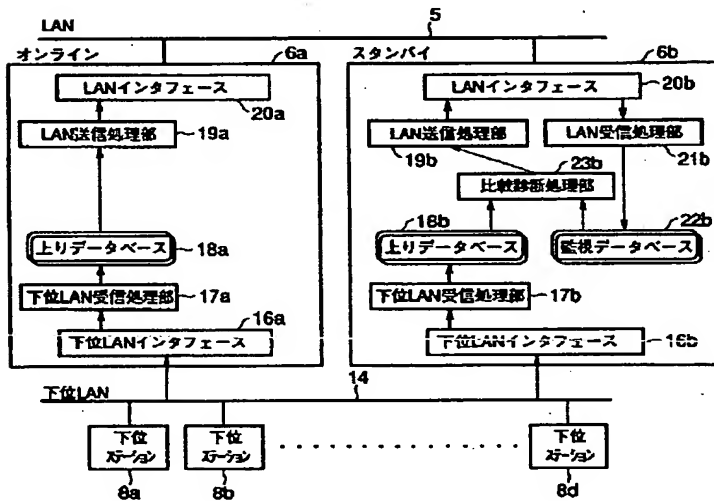 LAN
5
オンライン
6a
スタンバイ
6b
LANインタフェース
20a
LANインタフェース
20b
LAN送信処理部
19a
LAN送信処理部
19b
LAN受信処理部
21b
23b
比較診断処理部
上りデータベース
18a
18b
上りデータベース
22b
監視データベース
下位LAN受信処理部
17a
下位LAN受信処理部
17b
16a
下位LANインタフェース
下位LANインタフェース
16b
下位LAN
14
下位
ステーション
8a
下位
ステーション
8b
下位
ステーション
8d